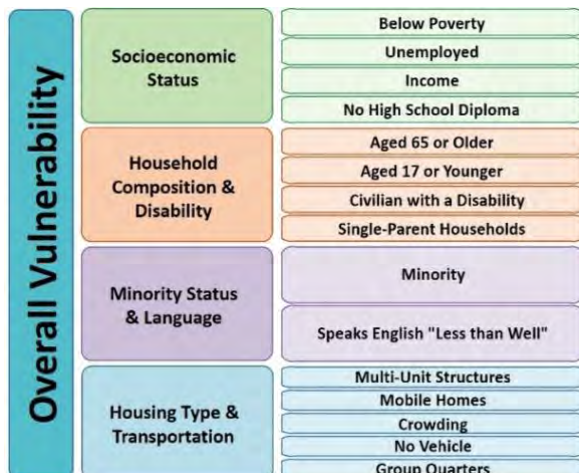 Overall Vulnerability
Socioeconomic
Status
Below Poverty
Unemployed
Income
No High School Diploma
Household
Composition &
Disability
Aged 65 or Older
Aged 17 or Younger
Civilian with a Disability
Single-Parent Households
Minority Status
& Language
Minority
Speaks English "Less than Well"
Housing Type &
Transportation
Multi-Unit Structures
Mobile Homes
Crowding
No Vehicle
Group Quarters